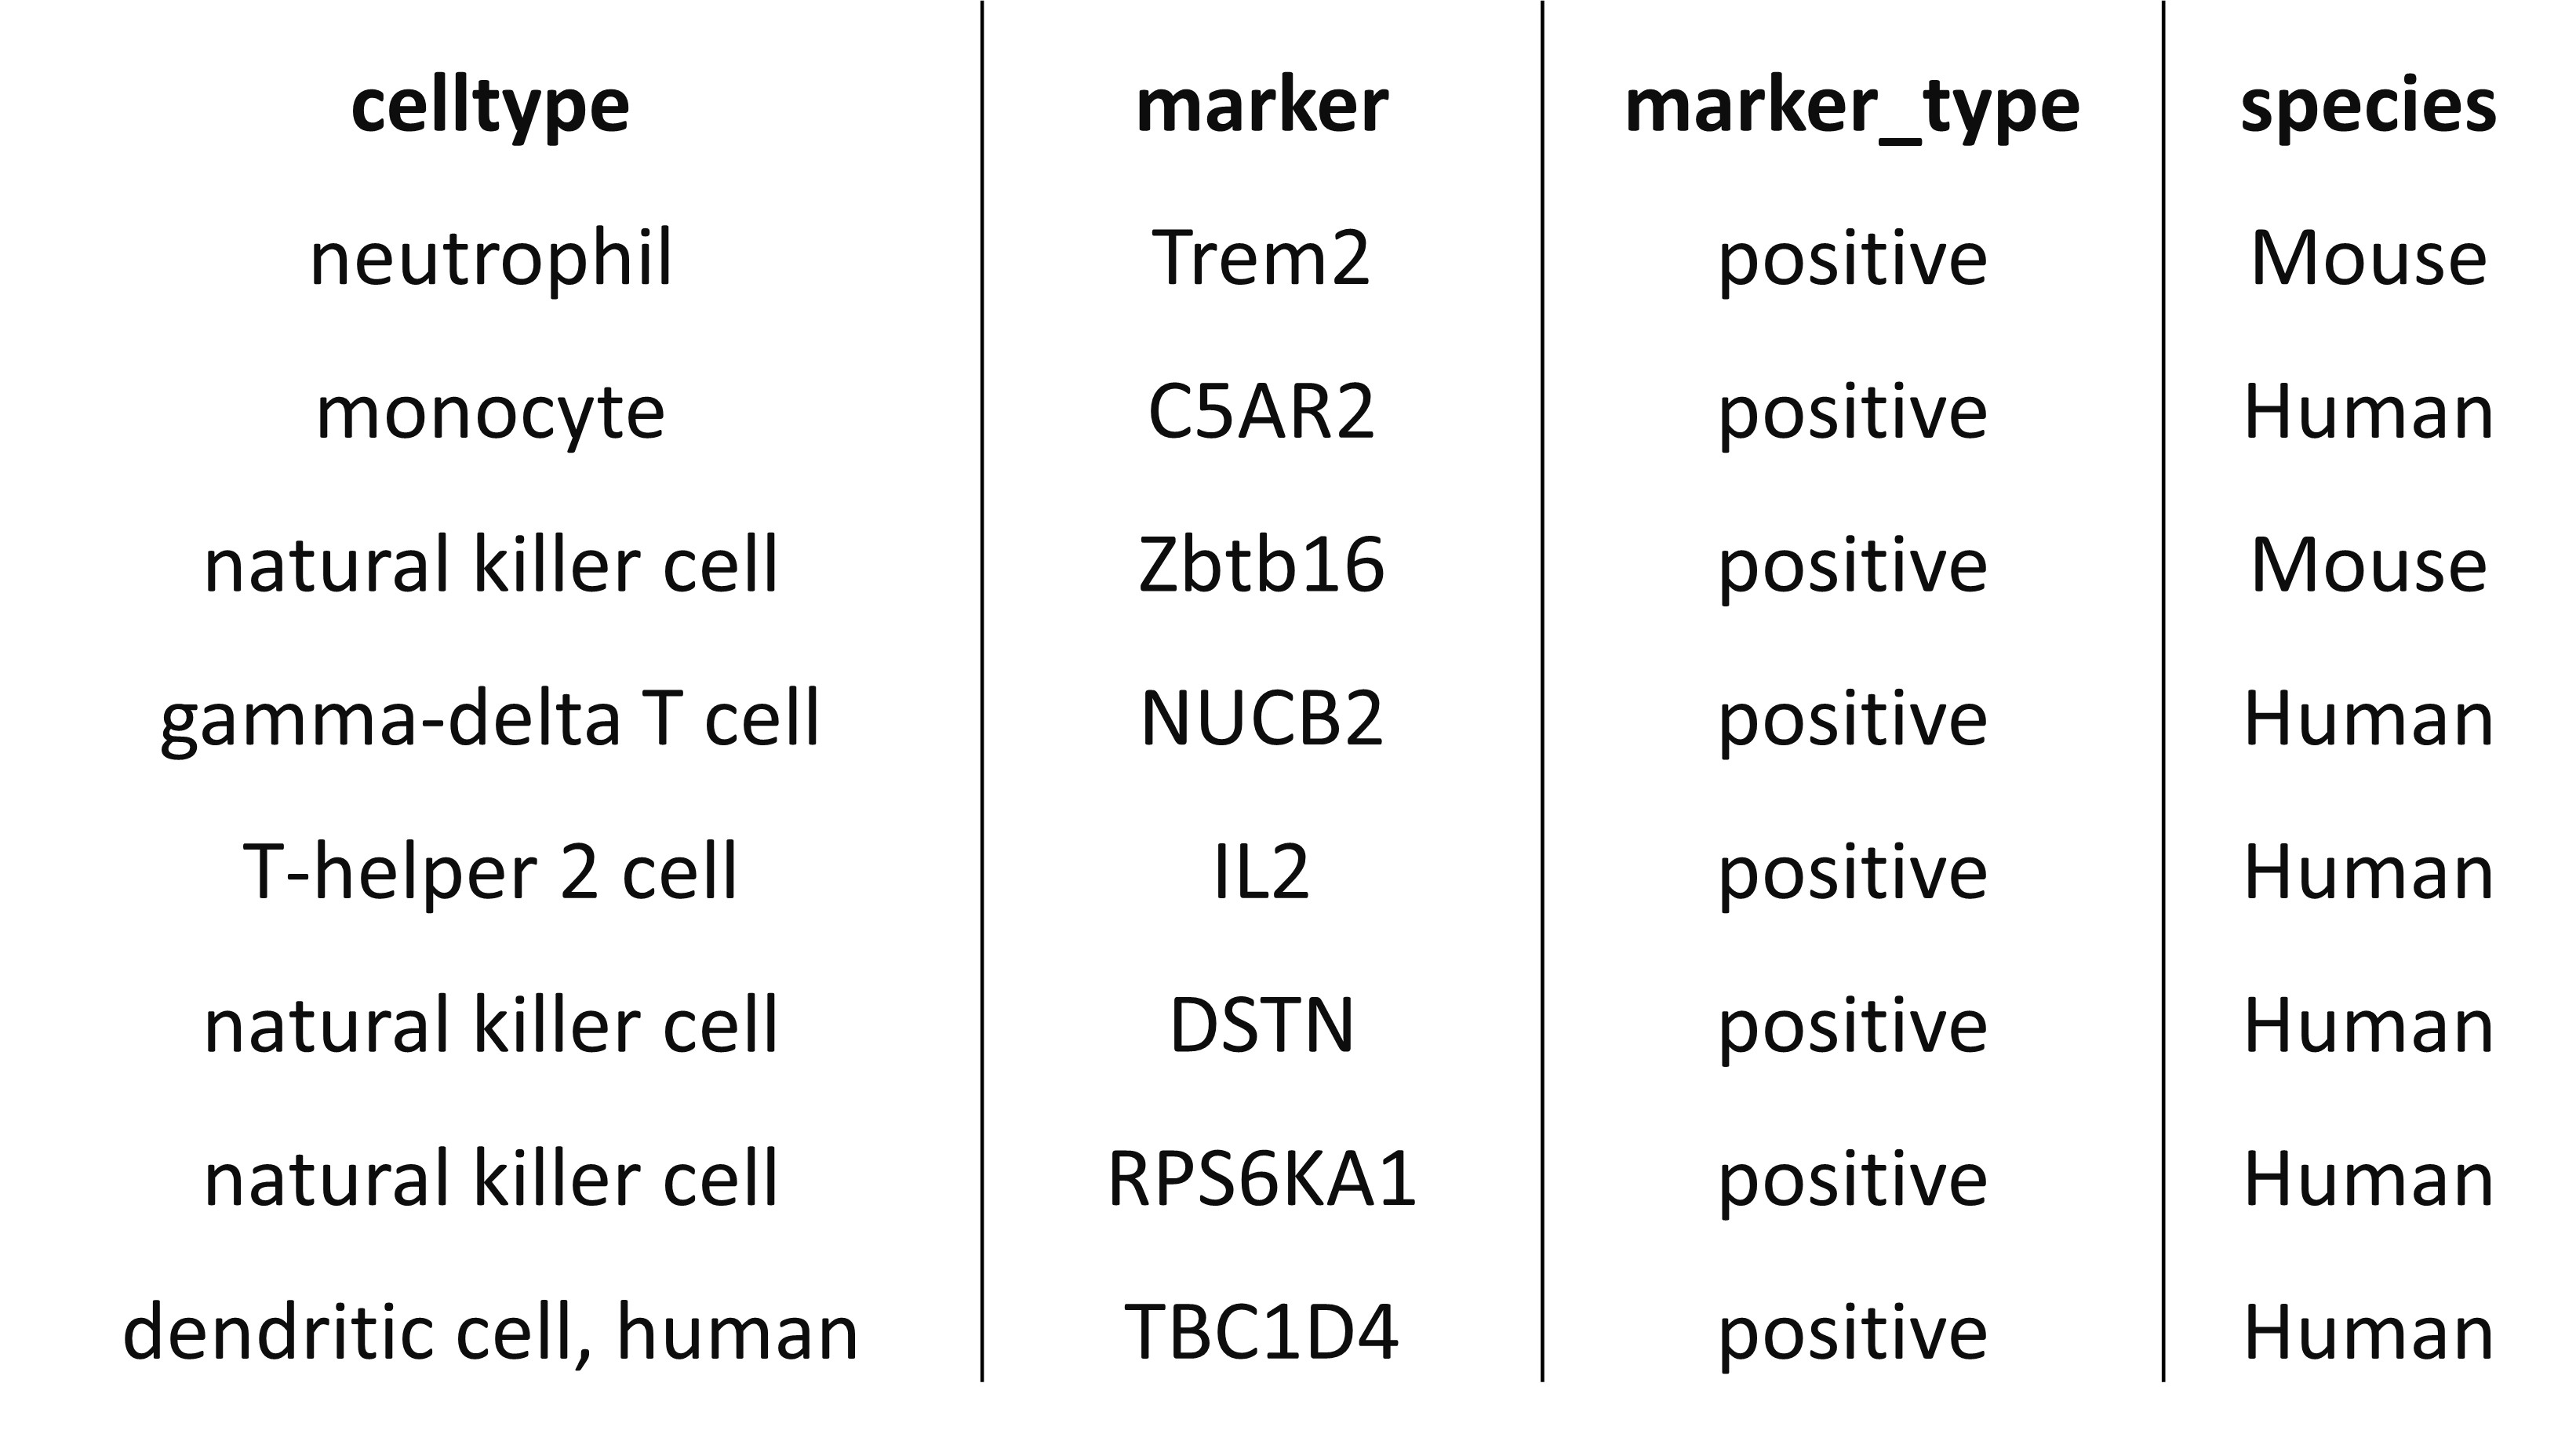 celltype marker marker_type species
neutrophil Trem2 positive Mouse
monocyte C5AR2 positive Human
natural killer cell Zbtb16 positive Mouse
gamma-delta T cell NUCB2 positive Human
T-helper 2 cell IL2 positive Human
natural killer cell DSTN positive Human
natural killer cell RPS6KA1 positive Human
dendritic cell, human TBC1D4 positive Human